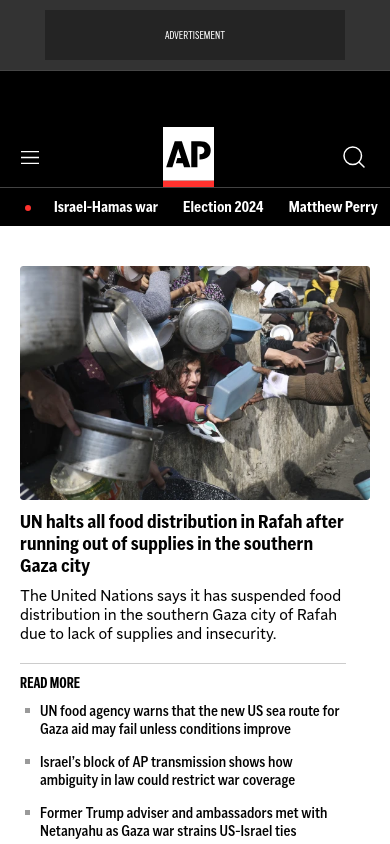 ADVERTISEMENT
AP
Israel-Hamas war Election 2024 Matthew Perry
UN halts all food distribution in Rafah after
running out of supplies in the southern
Gaza city
The United Nations says it has suspended food
distribution in the southern Gaza city of Rafah
due to lack of supplies and insecurity.
READ MORE
UN food agency warns that the new US sea route for
Gaza aid may fail unless conditions improve
Israel’s block of AP transmission shows how
ambiguity in law could restrict war coverage
Former Trump adviser and ambassadors met with
Netanyahu as Gaza war strains US-Israel ties